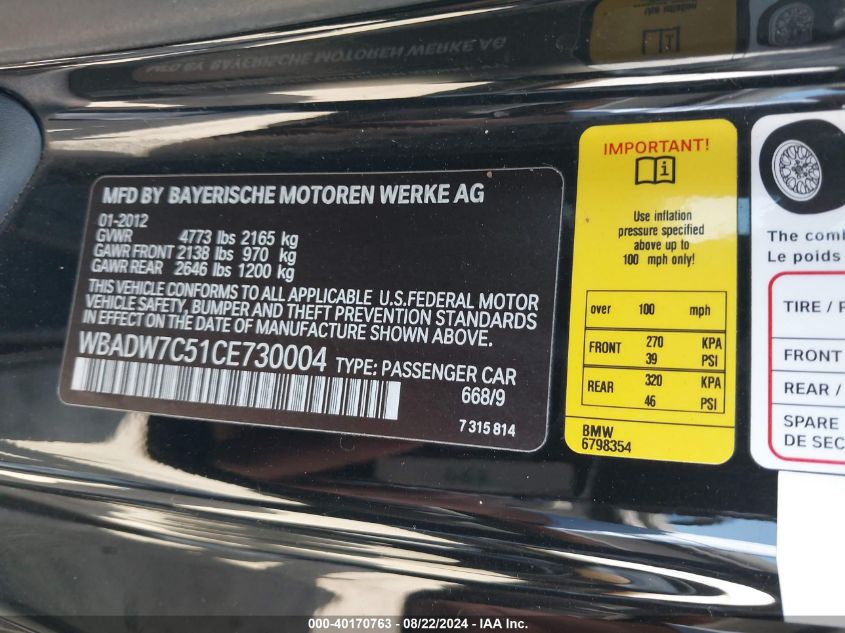 MFD BY BAYERISCHE MOTOREN WERKE AG
01-2012
GVWR 4773 lbs 2165 kg
GAWR FRONT 2138 lbs 970 kg
GAWR REAR 2646 lbs 1200 kg
THIS VEHICLE CONFORMS TO ALL APPLICABLE U.S.FEDERAL MOTOR
VEHICLE SAFETY, BUMPER AND THEFT PREVENTION STANDARDS
IN EFFECT ON THE DATE OF MANUFACTURE SHOWN ABOVE.
WBADW7C51CE730004 TYPE: PASSENGER CAR
668/9
7 315 814
IMPORTANT!
i
Use inflation
pressure specified
above up to
100 mph only!
over 100 mph
FRONT 270 KPA
39 PSI
REAR 320 KPA
46 PSI
BMW
6798354
The comb
Le poids
TIRE /
FRONT
REAR /
SPARE
DE SEC
000-40170763 - 08/22/2024 - IAA Inc.